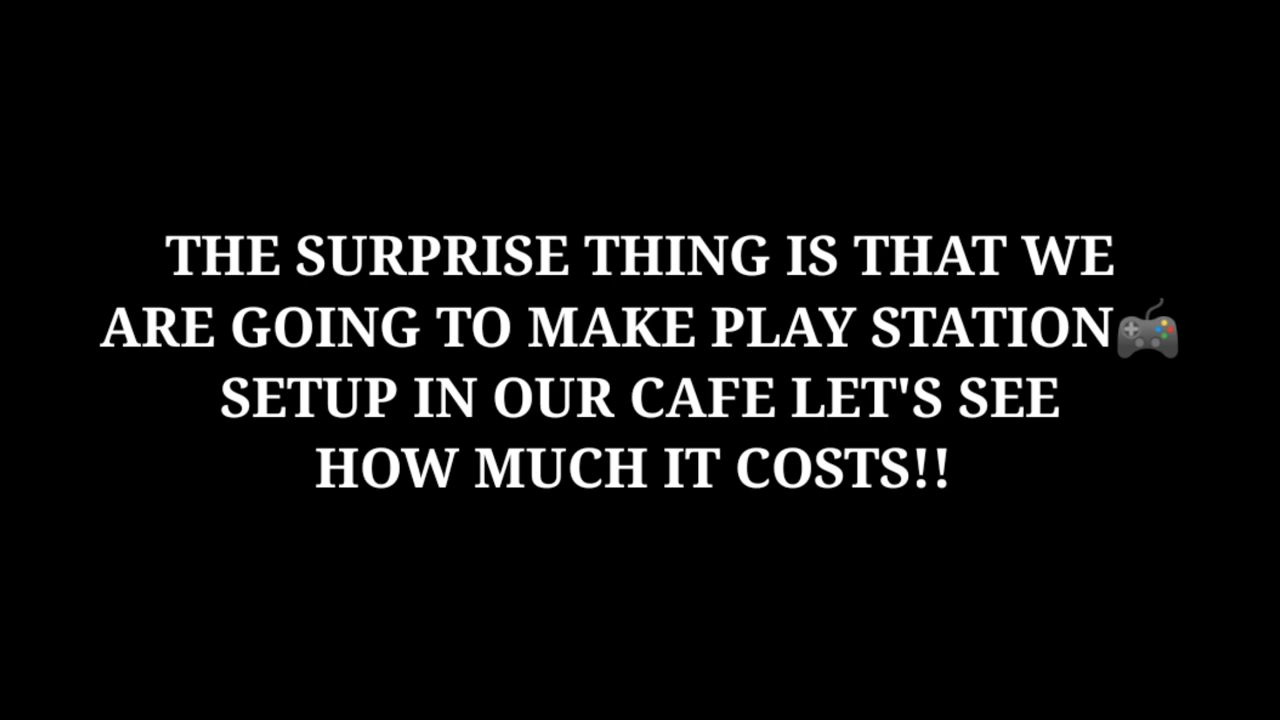 THE SURPRISE THING IS THAT WE
ARE GOING TO MAKE PLAY STATION🎮
SETUP IN OUR CAFE LET'S SEE
HOW MUCH IT COSTS!!